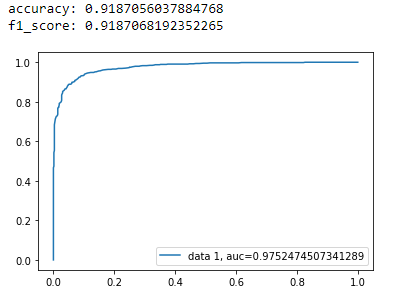 accuracy: 0.9187056037884768
f1_score: 0.9187068192352265
1.0
0.8
0.6
0.4
0.2
0.0
data 1, auc=0.9752474507341289
0.0 0.2 0.4 0.6 0.8 1.0